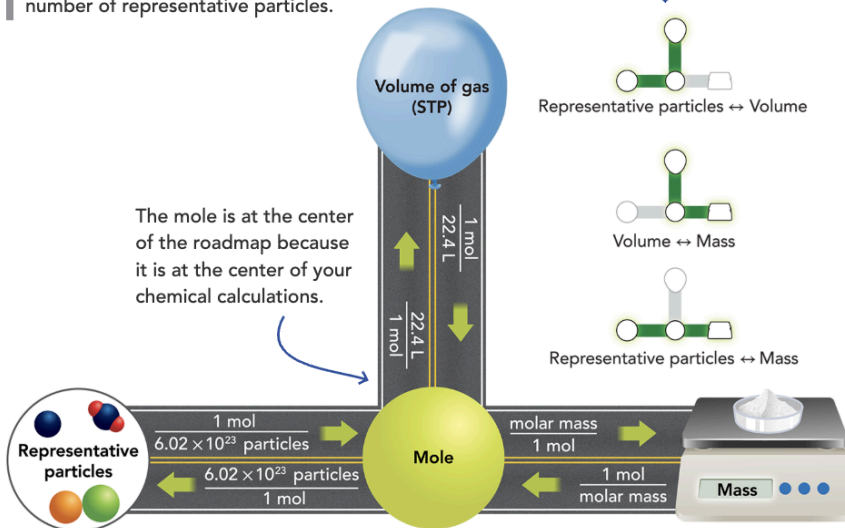 number of representative particles.
Volume of gas
(STP)
Representative particles ↔ Volume
The mole is at the center
of the roadmap because
it is at the center of your
chemical calculations.
1 mol
22.4 L
22.4 L
1 mol
Volume ↔ Mass
Representative particles ↔ Mass
Representative
particles
1 mol
6.02 × 10²³ particles
6.02 × 10²³ particles
1 mol
Mole
molar mass
1 mol
1 mol
molar mass
Mass